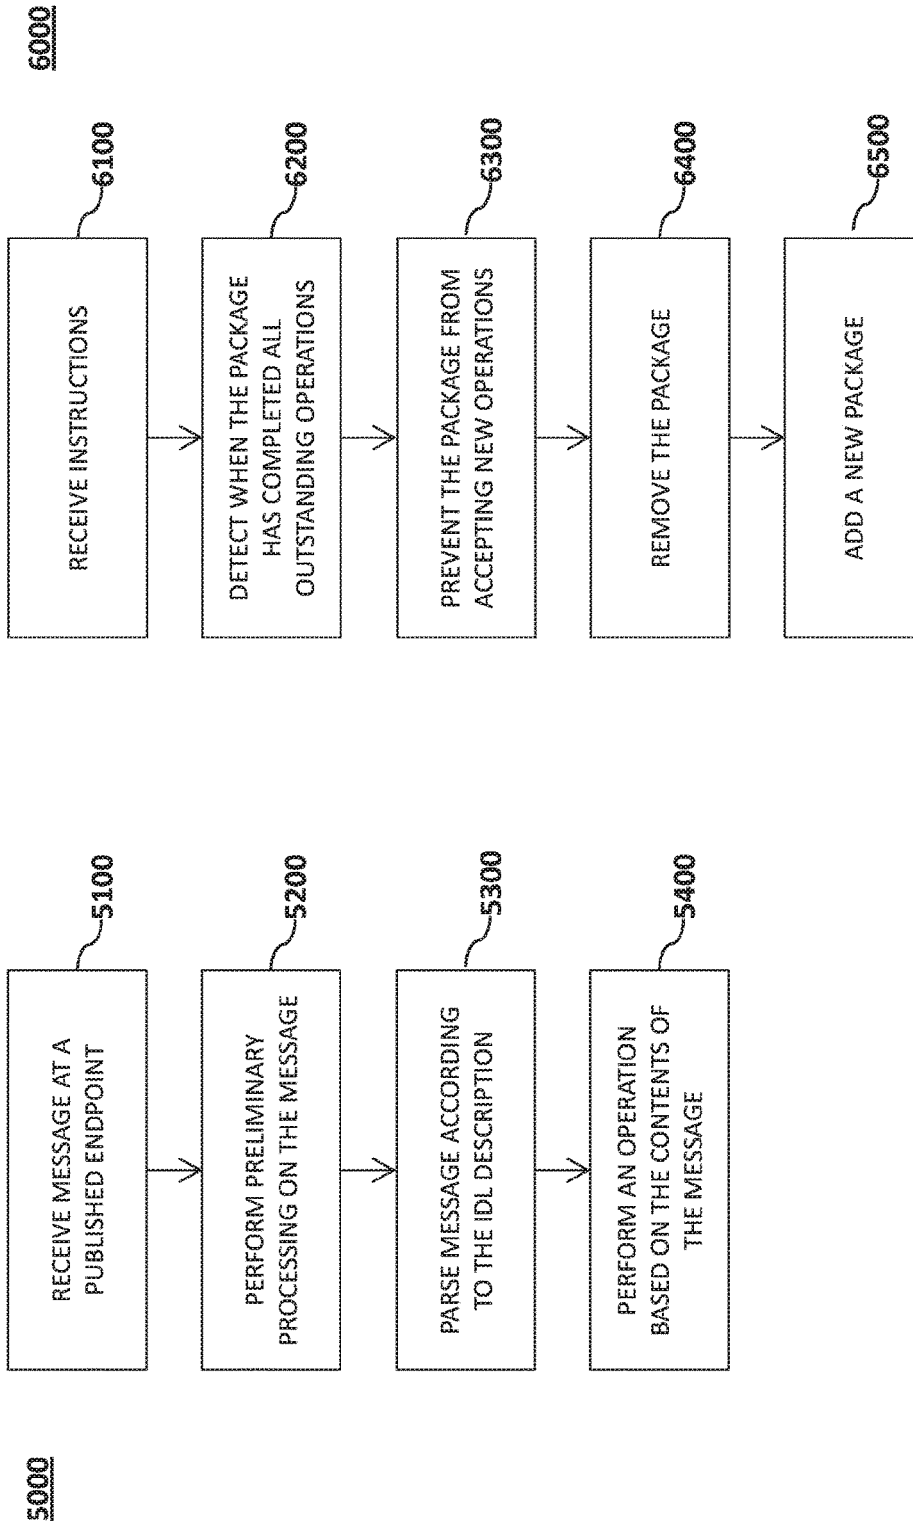 5000
RECEIVE MESSAGE AT A
PUBLISHED ENDPOINT
5100
PERFORM PRELIMINARY
PROCESSING ON THE MESSAGE
5200
PARSE MESSAGE ACCORDING
TO THE IDL DESCRIPTION
5300
PERFORM AN OPERATION
BASED ON THE CONTENTS OF
THE MESSAGE
5400
6000
RECEIVE INSTRUCTIONS
6100
DETECT WHEN THE PACKAGE
HAS COMPLETED ALL
OUTSTANDING OPERATIONS
6200
PREVENT THE PACKAGE FROM
ACCEPTING NEW OPERATIONS
6300
REMOVE THE PACKAGE
6400
ADD A NEW PACKAGE
6500